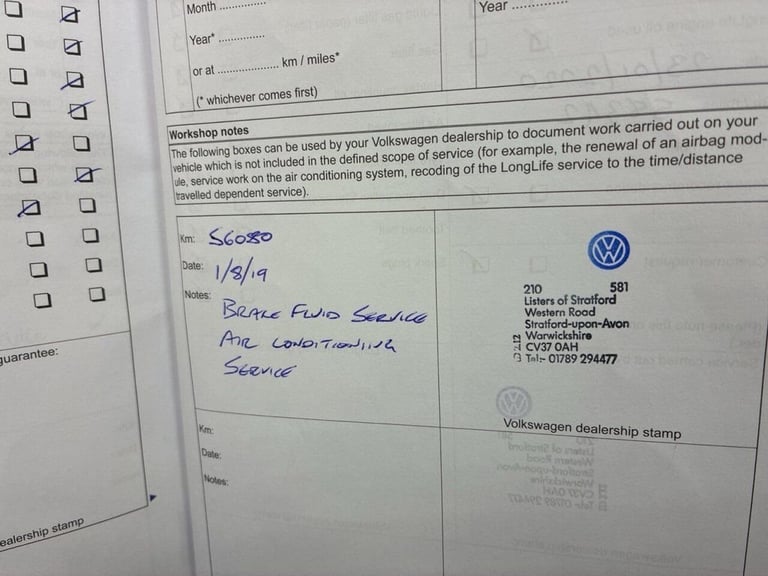 Month ..............
Year* ..............
or at .................. km / miles*
(* whichever comes first)
Year ..............
Workshop notes
The following boxes can be used by your Volkswagen dealership to document work carried out on your
vehicle which is not included in the defined scope of service (for example, the renewal of an airbag mod-
ule, service work on the air conditioning system, recoding of the LongLife service to the time/distance
travelled dependent service).
Km: 56080
Date: 1/8/19
Notes: BRAKE FLUID SERVICE
AIR CONDITIONING
SERVICE
210 581
Listers of Stratford
Western Road
Stratford-upon-Avon
Warwickshire
CV37 0AH
Tel:- 01789 294477
Volkswagen dealership stamp
Km:
Date:
Notes:
guarantee:
ealership stamp